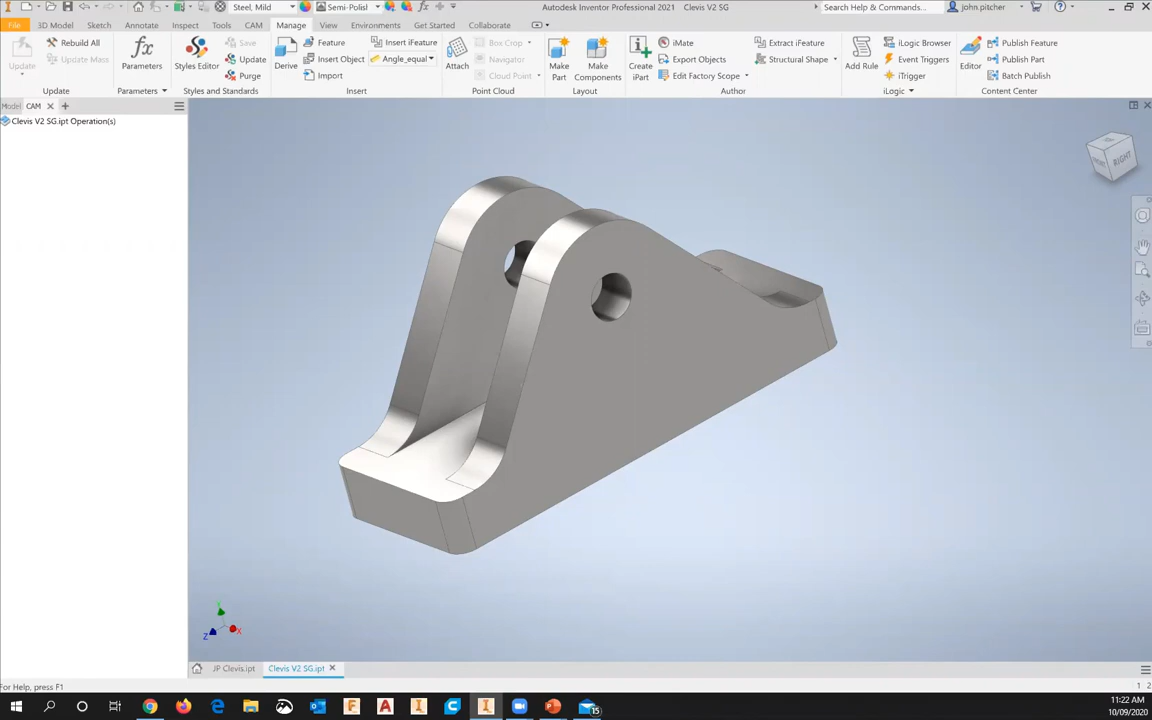 Steel, Mild
Semi-Polis
Autodesk Inventor Professional 2021 Clevis V2 SG
Search Help & Commands...
john pitcher
File
3D Model
Sketch
Annotate
Inspect
Tools
CAM
Manage
View
Environments
Get Started
Collaborate
Update
Rebuild All
Update Mass
fx
Parameters
Styles Editor
Save
Update
Purge
Derive
Feature
Insert Object
Import
Insert iFeature
Angle_equal
Attach
Box Crop
Navigator
Cloud Point
Make
Part
Make
Components
Create
iPart
iMate
Export Objects
Edit Factory Scope
Extract iFeature
Structural Shape
Add Rule
iLogic Browser
Event Triggers
iTrigger
Editor
Publish Feature
Publish Part
Batch Publish
Update
Parameters
Styles and Standards
Insert
Point Cloud
Layout
Author
iLogic
Content Center
Model
CAM
Clevis V2 SG.ipt Operation(s)
RIGHT
Y
Z
X
JP Clevis.ipt
Clevis V2 SG.ipt
For Help, press F1
1 2
15
11:22 AM
10/09/2020